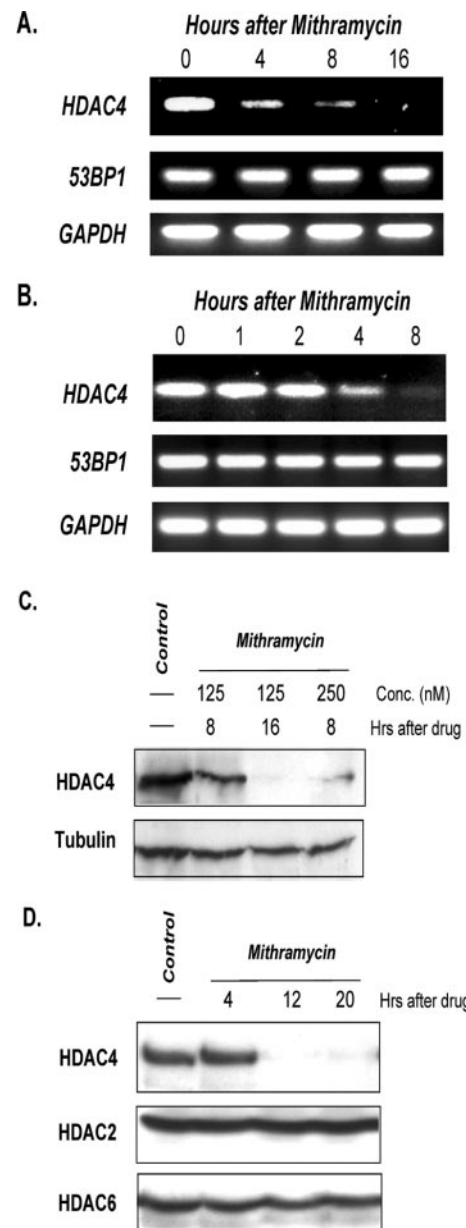 A.
Hours after Mithramycin
0 4 8 16
HDAC4
53BP1
GAPDH
B.
Hours after Mithramycin
0 1 2 4 8
HDAC4
53BP1
GAPDH
C.
Control
Mithramycin
— 125 125 250 Conc. (nM)
— 8 16 8 Hrs after drug
HDAC4
Tubulin
D.
Control
Mithramycin
— 4 12 20 Hrs after drug
HDAC4
HDAC2
HDAC6